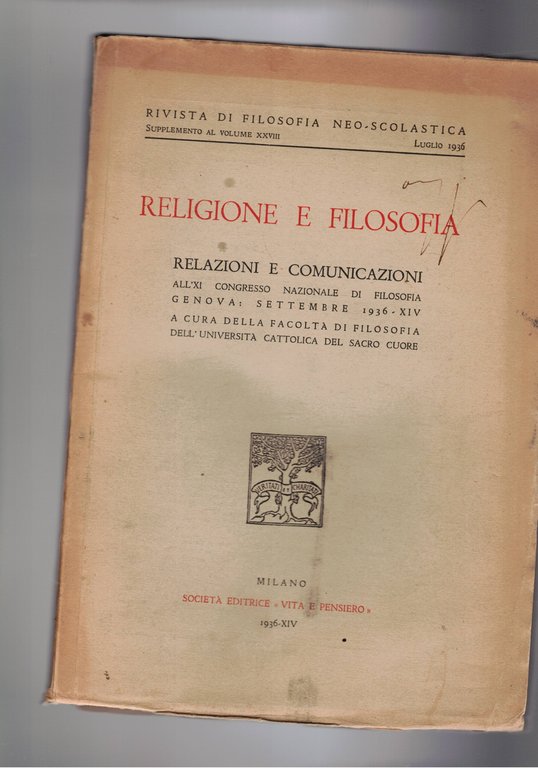 RIVISTA DI FILOSOFIA NEO-SCOLASTICA
SUPPLEMENTO AL VOLUME XXVIII LUGLIO 1936
RELIGIONE E FILOSOFIA
RELAZIONI E COMUNICAZIONI
ALL'XI CONGRESSO NAZIONALE DI FILOSOFIA
GENOVA: SETTEMBRE 1936-XIV
A CURA DELLA FACOLTÀ DI FILOSOFIA
DELL'UNIVERSITÀ CATTOLICA DEL SACRO CUORE
VERITATI ET CHARITATI
MILANO
SOCIETÀ EDITRICE « VITA E PENSIERO »
1936-XIV